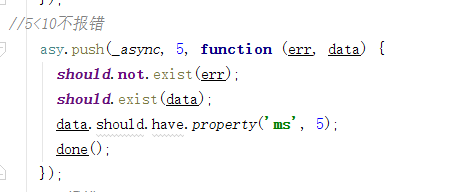 });
//5<10不报错
asy.push(_async, 5, function (err, data) {
should.not.exist(err);
should.exist(data);
data.should.have.property('ms', 5);
done();
});